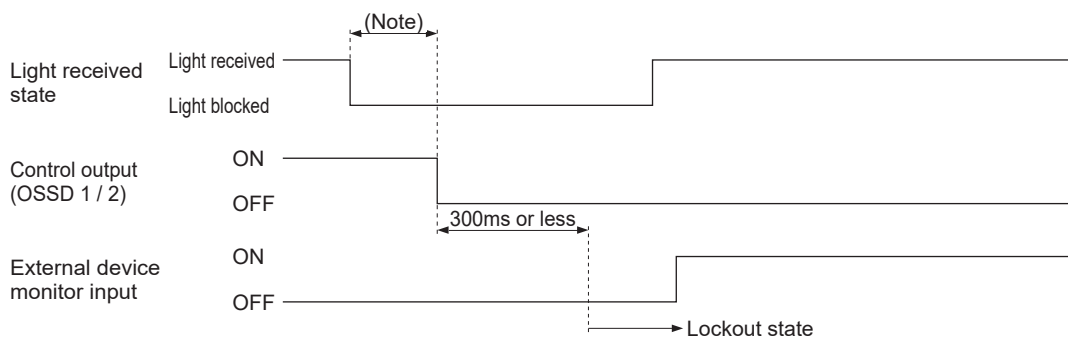 (Note)
Light received
state
Light received
Light blocked
Control output
(OSSD 1 / 2)
ON
OFF
300ms or less
External device
monitor input
ON
OFF
Lockout state